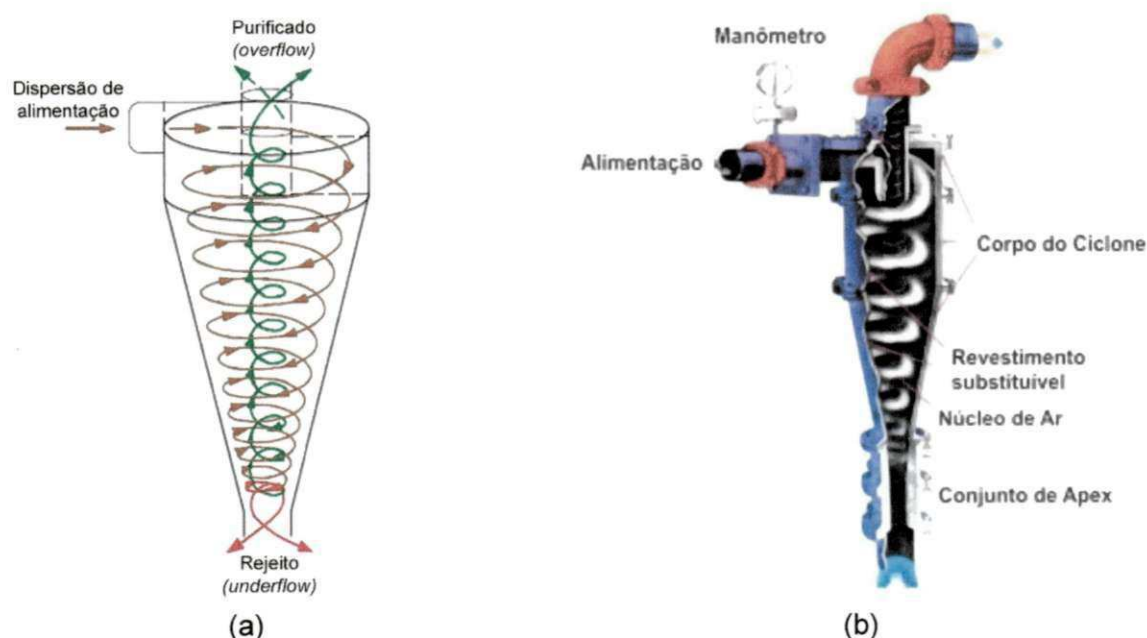 Purificado
(overflow)
Dispersão de
alimentação
Rejeito
(underflow)
(a)
Manômetro
Alimentação
Corpo do Ciclone
Revestimento
substituível
Núcleo de Ar
Conjunto de Apex
(b)